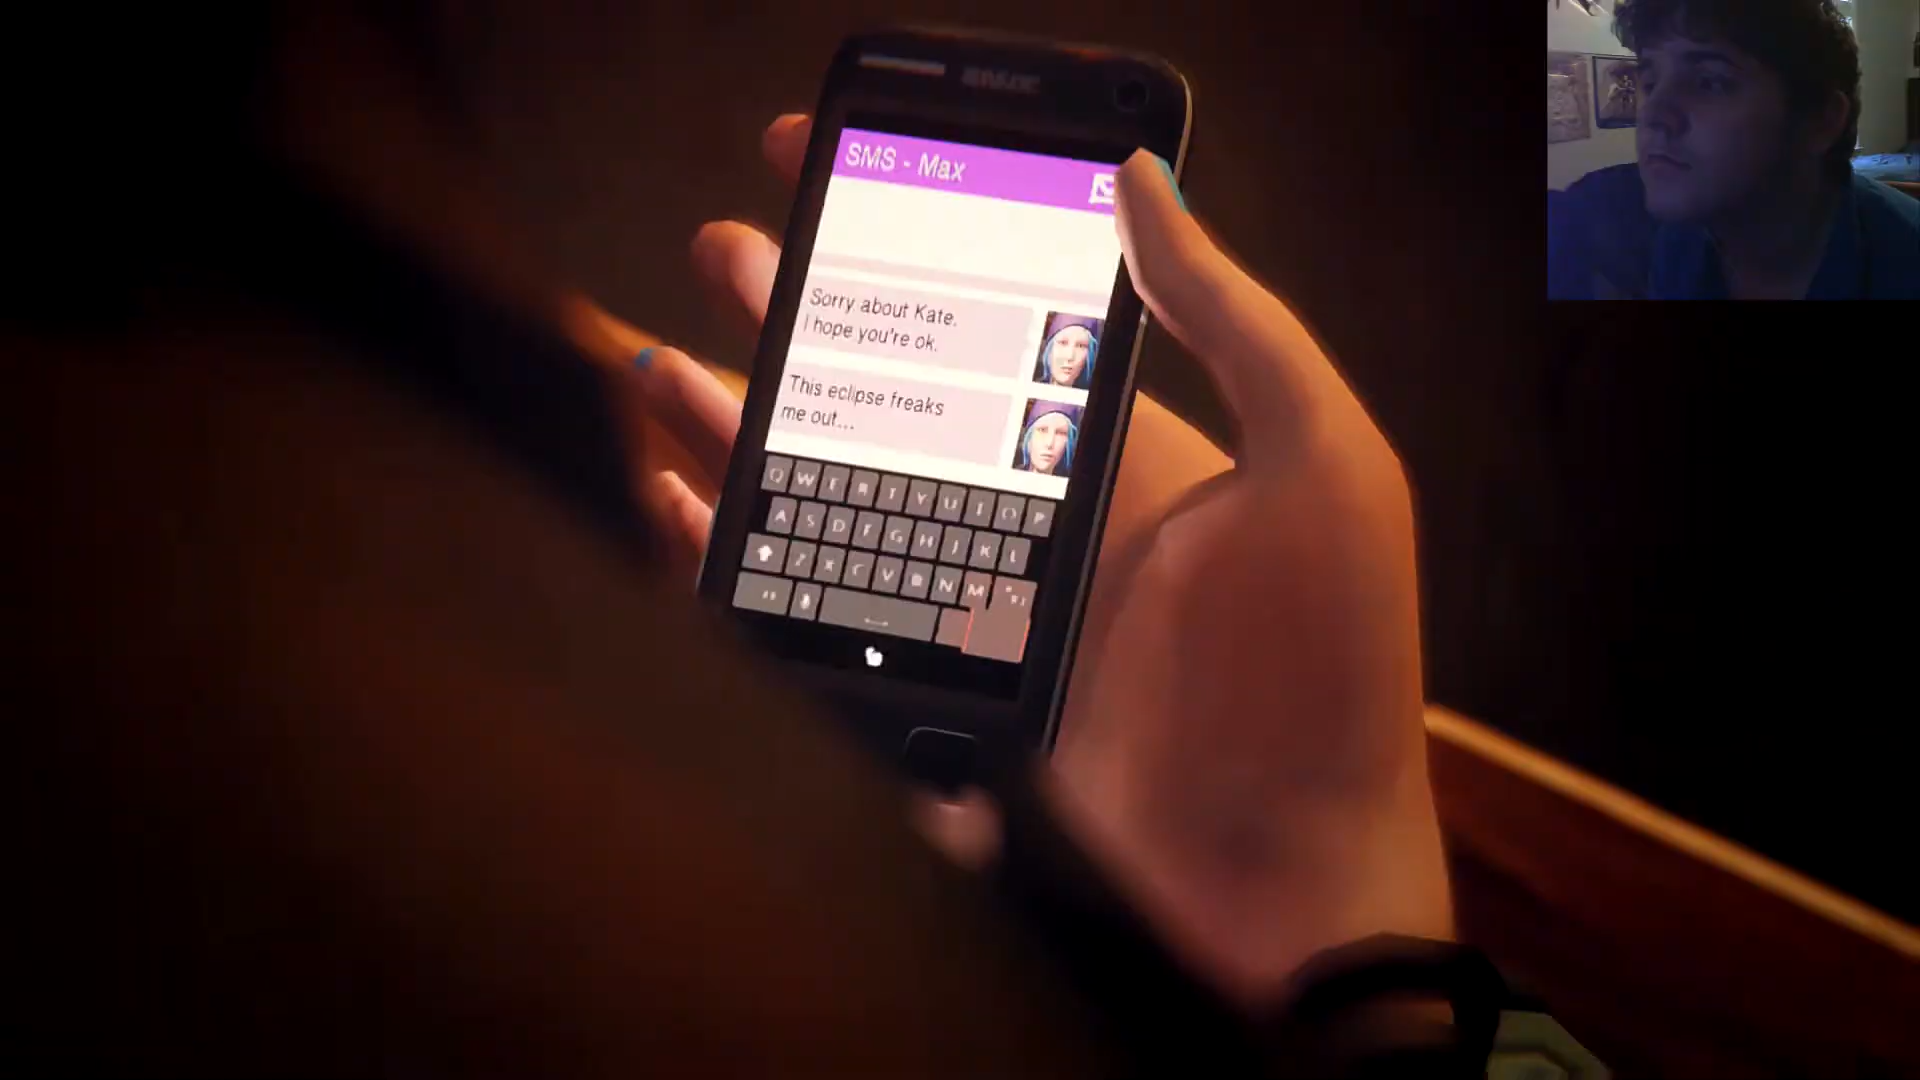 SMS - Max
Sorry about Kate.
I hope you're ok.
This eclipse freaks
me out...
Q W E R T Y U I O P
A S D F G H J K L
Z X C V B N M